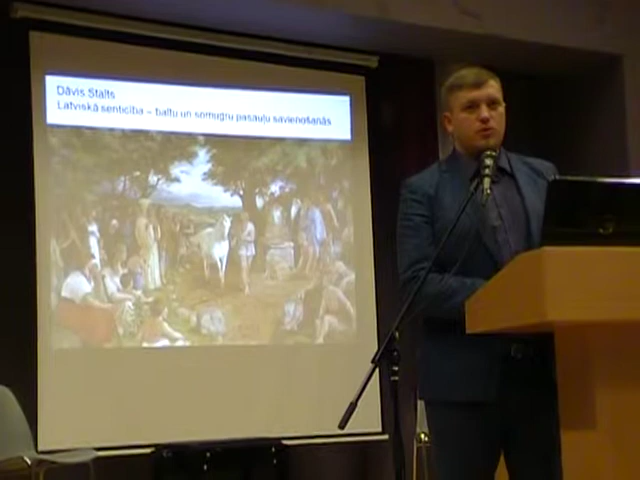 Dāvis Stalts
Latviskā senticība – baltu un somugru pasauļu savienošanās